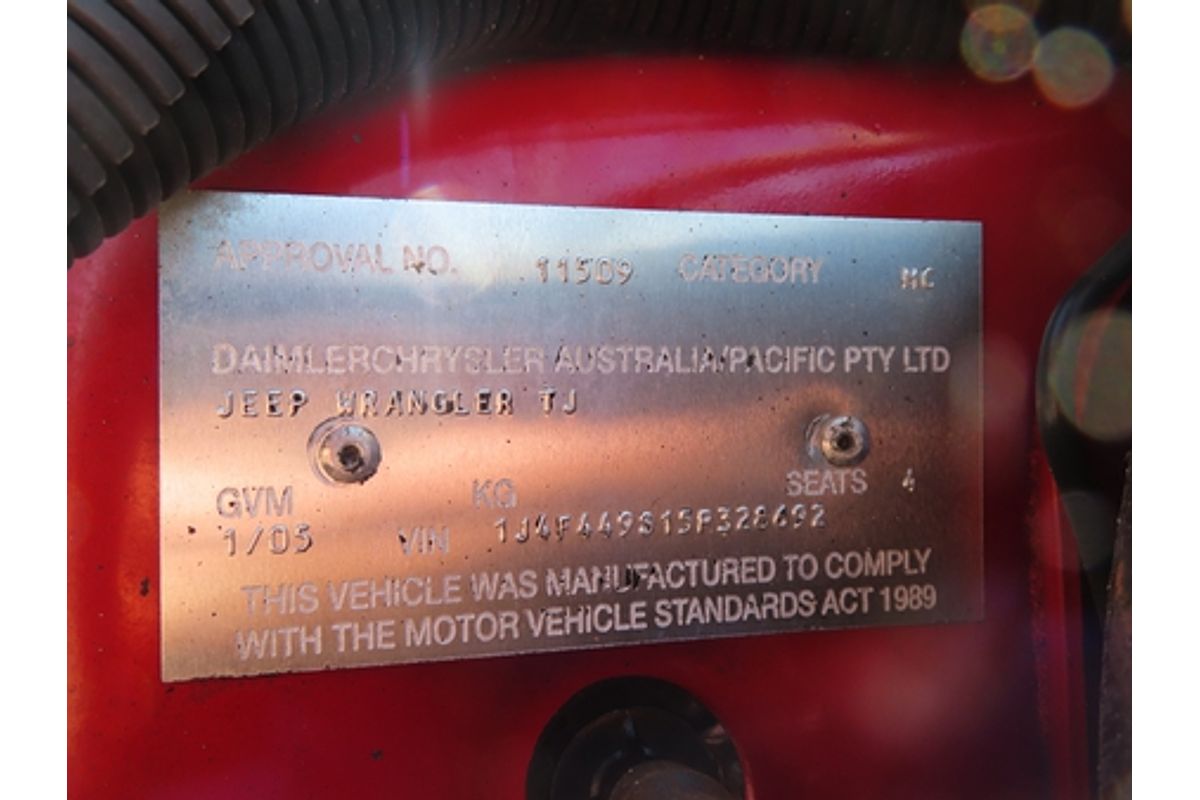 APPROVAL NO. 11509 CATEGORY MC
DAIMLERCHRYSLER AUSTRALIA/PACIFIC PTY LTD
JEEP WRANGLER TJ
GVM KG SEATS 4
1/05 VIN 1J4F449S15P328692
THIS VEHICLE WAS MANUFACTURED TO COMPLY
WITH THE MOTOR VEHICLE STANDARDS ACT 1989